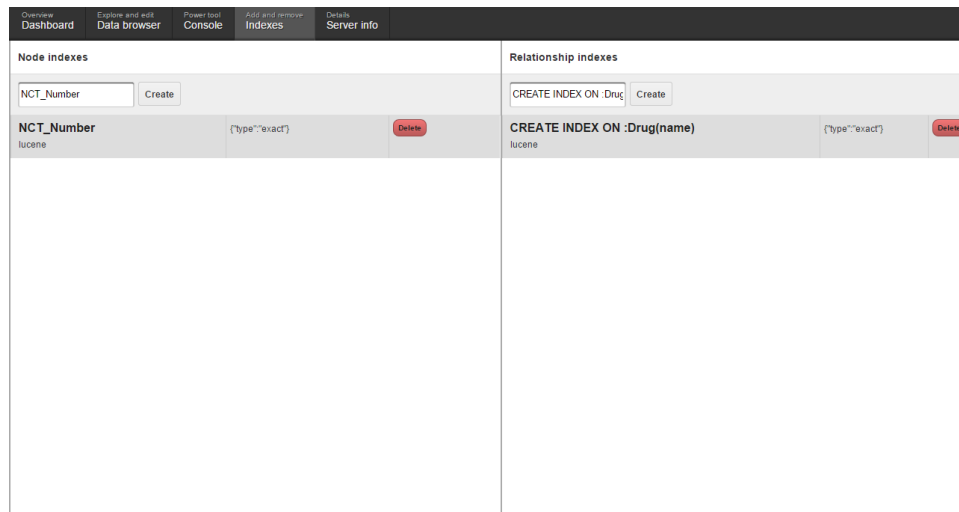 Overview Explore and edit Power tool Add and remove Details
Dashboard Data browser Console Indexes Server info
Node indexes
NCT_Number Create
NCT_Number {"type":"exact"} Delete
lucene
Relationship indexes
CREATE INDEX ON :Drug Create
CREATE INDEX ON :Drug(name) {"type":"exact"} Delete
lucene